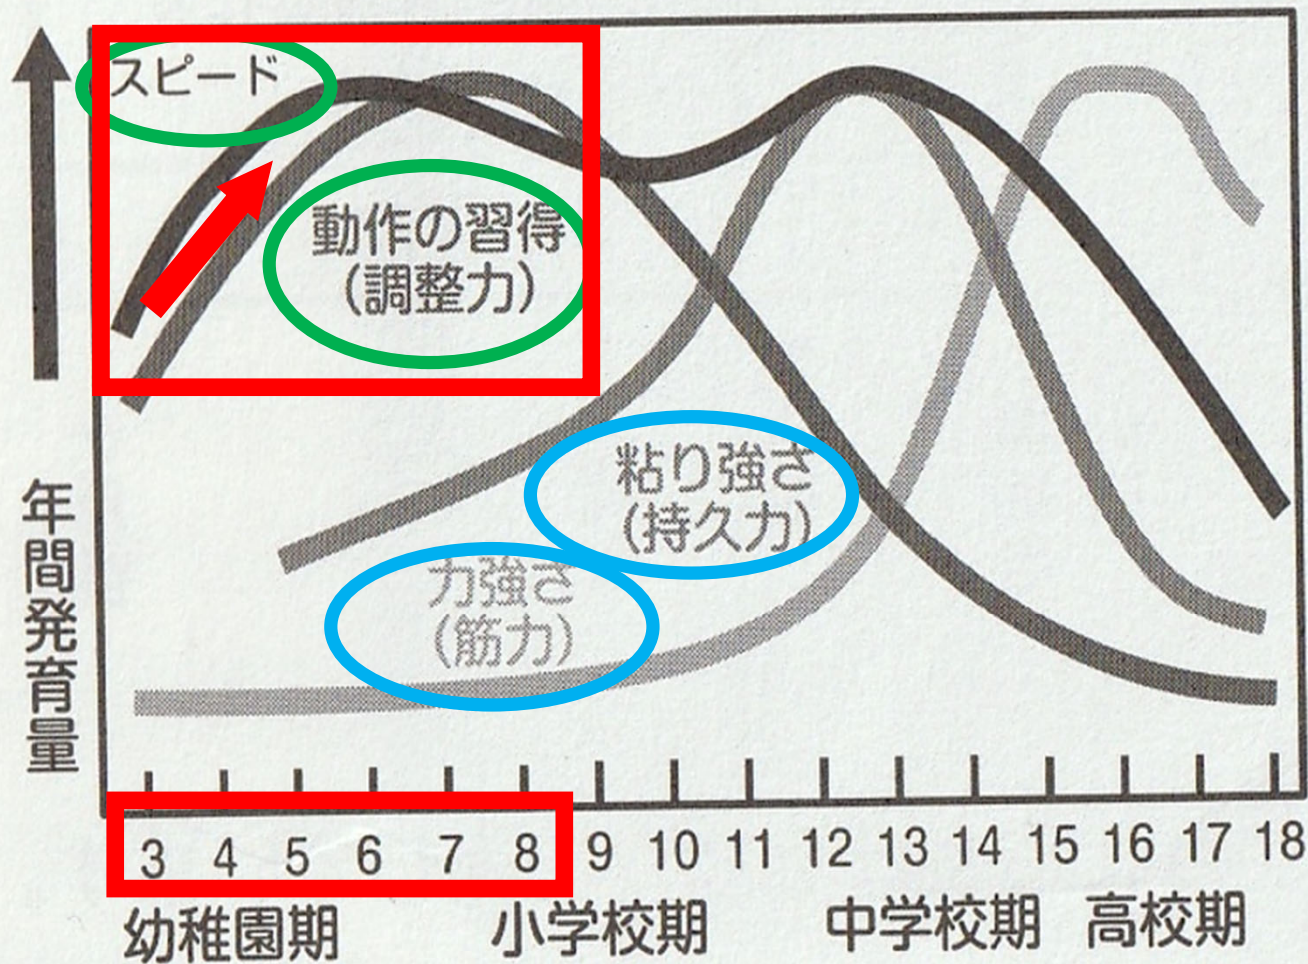 スピード
動作の習得
(調整力)
粘り強さ
(持久力)
力強さ
(筋力)
年間発育量
3 4 5 6 7 8 9 10 11 12 13 14 15 16 17 18
幼稚園期 小学校期 中学校期 高校期